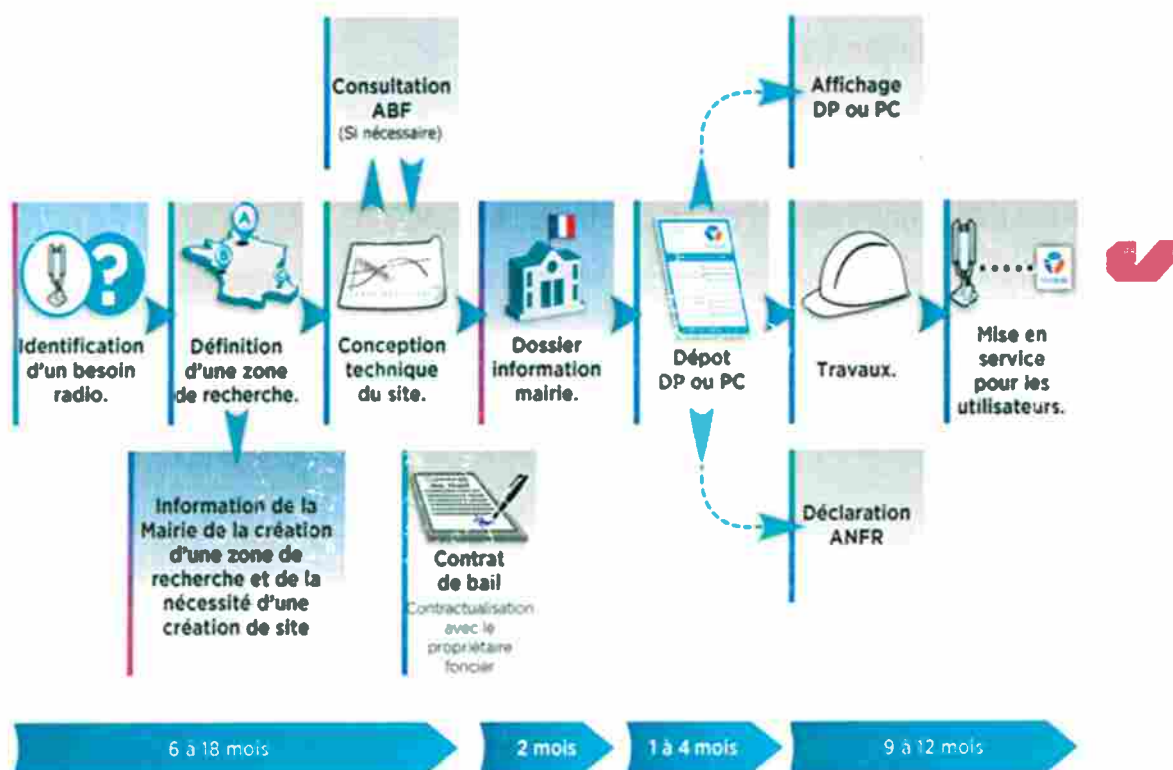 Consultation
ABF
(Si nécessaire)
Affichage
DP ou PC
A
B
Identification
d'un besoin
radio.
Définition
d'une zone
de recherche.
Conception
technique
du site.
Dossier
information
mairie.
Dépot
DP ou PC
Travaux.
Mise en
service
pour les
utilisateurs.
Information de la
Mairie de la création
d'une zone de
recherche et de la
nécessité d'une
création de site
Contrat
de bail
Contractualisation
avec le
propriétaire
foncier
Déclaration
ANFR
6 à 18 mois
2 mois
1 à 4 mois
9 à 12 mois